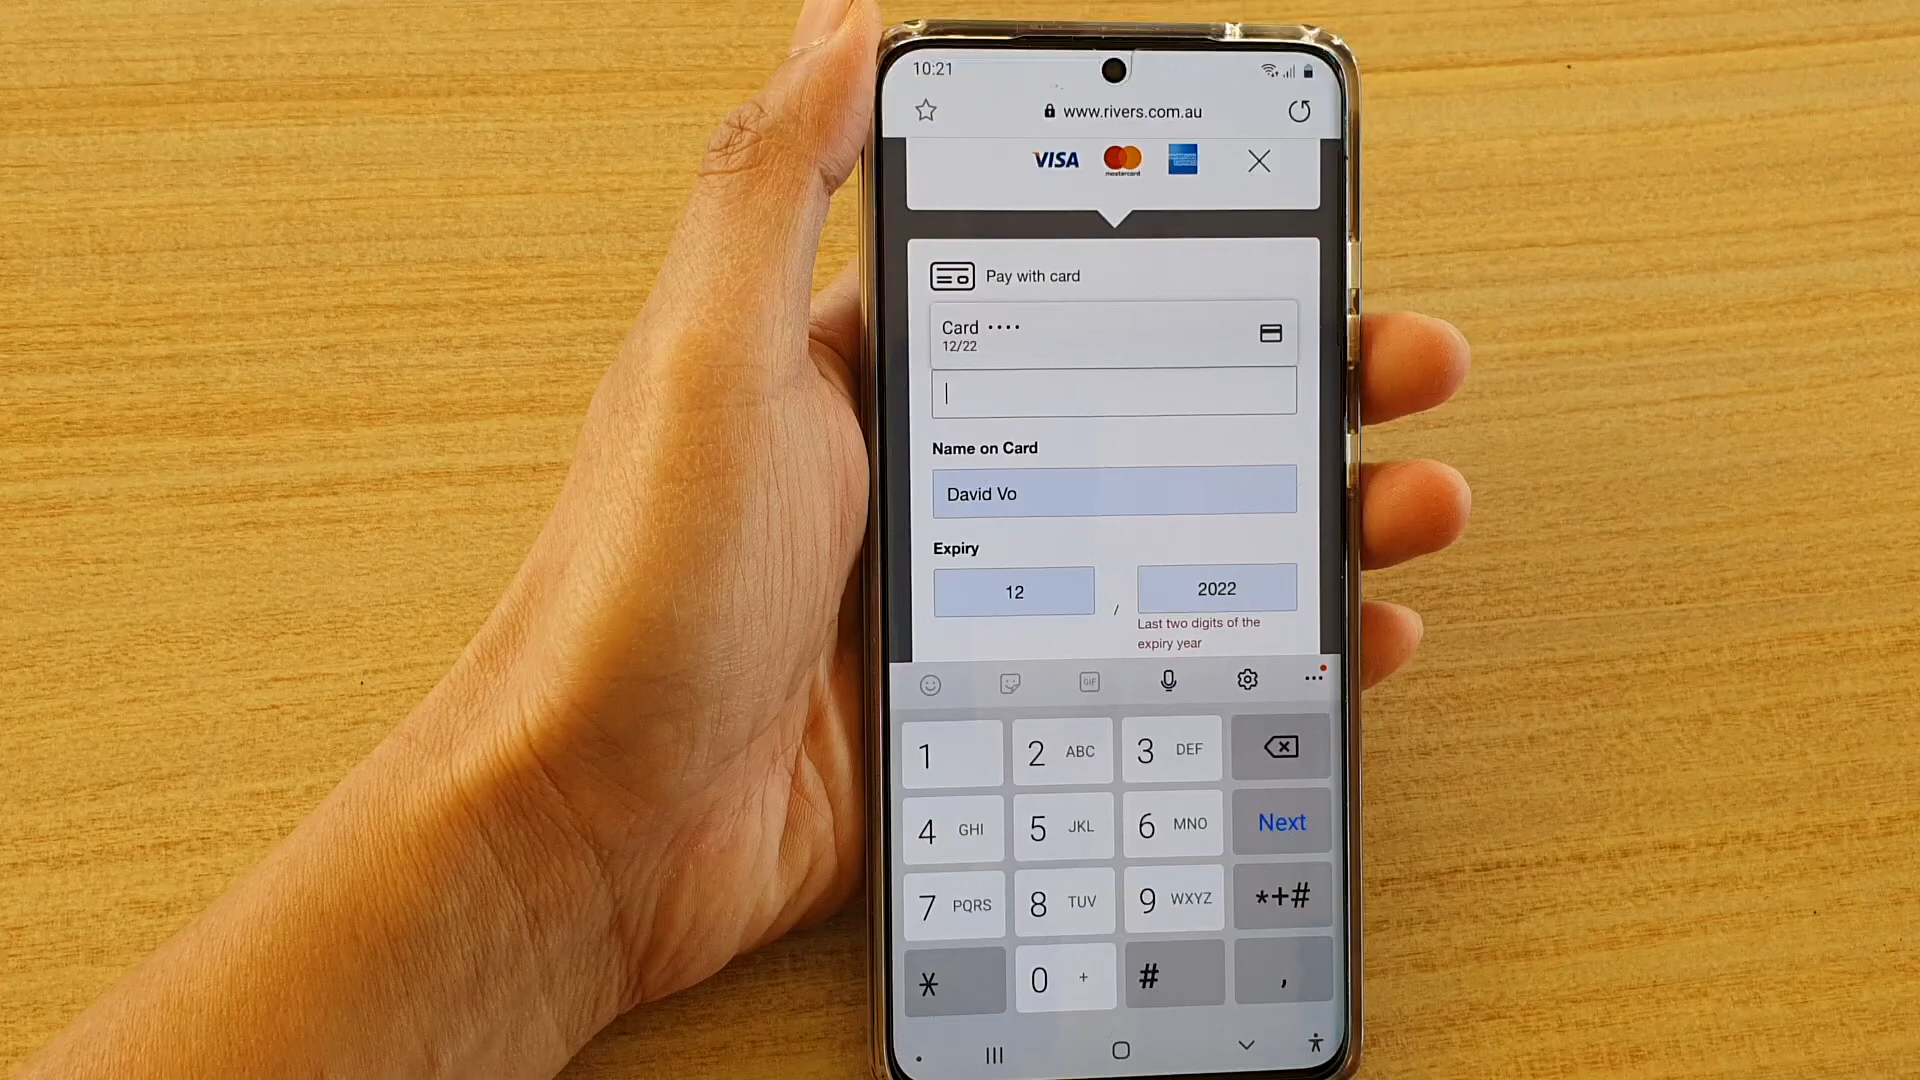 10:21
www.rivers.com.au
VISA
mastercard
Pay with card
Card ••••
12/22
Name on Card
David Vo
Expiry
12 / 2022
Last two digits of the
expiry year
GIF
1 2 ABC 3 DEF
4 GHI 5 JKL 6 MNO Next
7 PQRS 8 TUV 9 WXYZ *+#
* 0 + # ,